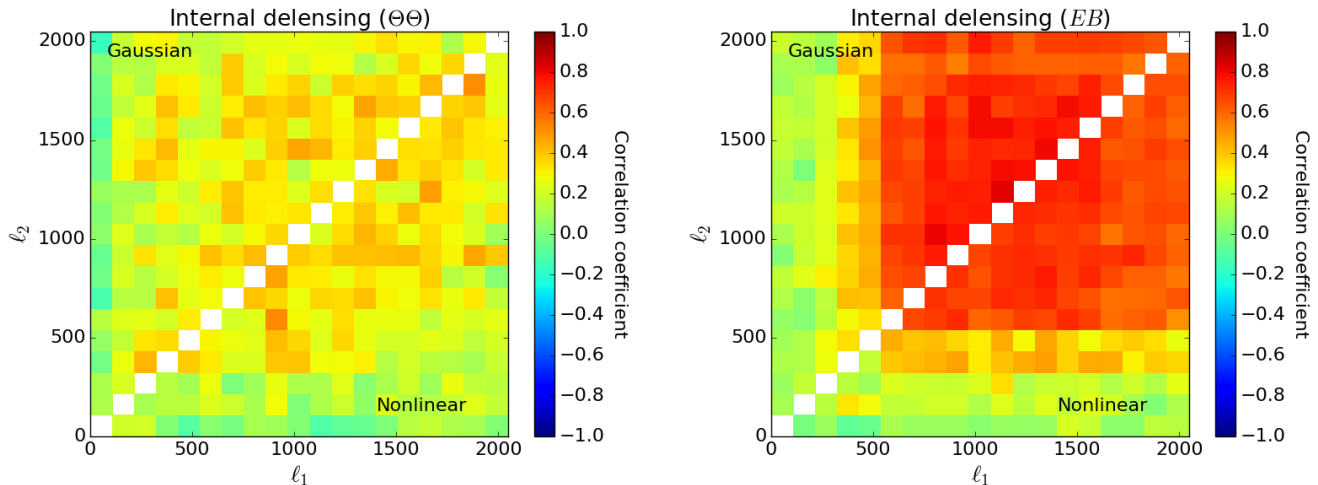 Internal delensing (ΘΘ)
Gaussian
Nonlinear
2000
1500
1000
500
0
ℓ₂
0 500 1000 1500 2000
ℓ₁
1.0
0.8
0.6
0.4
0.2
0.0
−0.2
−0.4
−0.6
−0.8
−1.0
Correlation coefficient
Internal delensing (EB)
Gaussian
Nonlinear
2000
1500
1000
500
0
ℓ₂
0 500 1000 1500 2000
ℓ₁
1.0
0.8
0.6
0.4
0.2
0.0
−0.2
−0.4
−0.6
−0.8
−1.0
Correlation coefficient